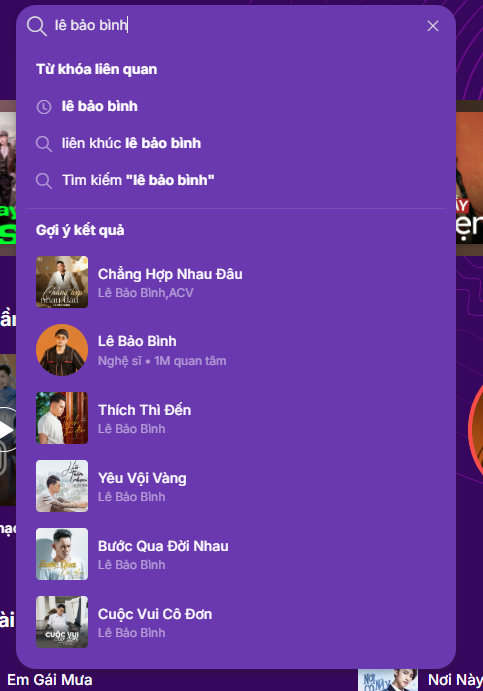 lê bảo bình
Từ khóa liên quan
lê bảo bình
liên khúc lê bảo bình
Tìm kiếm "lê bảo bình"
Gợi ý kết quả
Chẳng Hợp Nhau Đâu
Lê Bảo Bình,ACV
Lê Bảo Bình
Nghệ sĩ • 1M quan tâm
Thích Thì Đến
Lê Bảo Bình
Yêu Vội Vàng
Lê Bảo Bình
Bước Qua Đời Nhau
Lê Bảo Bình
Cuộc Vui Cô Đơn
Lê Bảo Bình
CUỘC VUI
Em Gái Mưa
Nơi Này